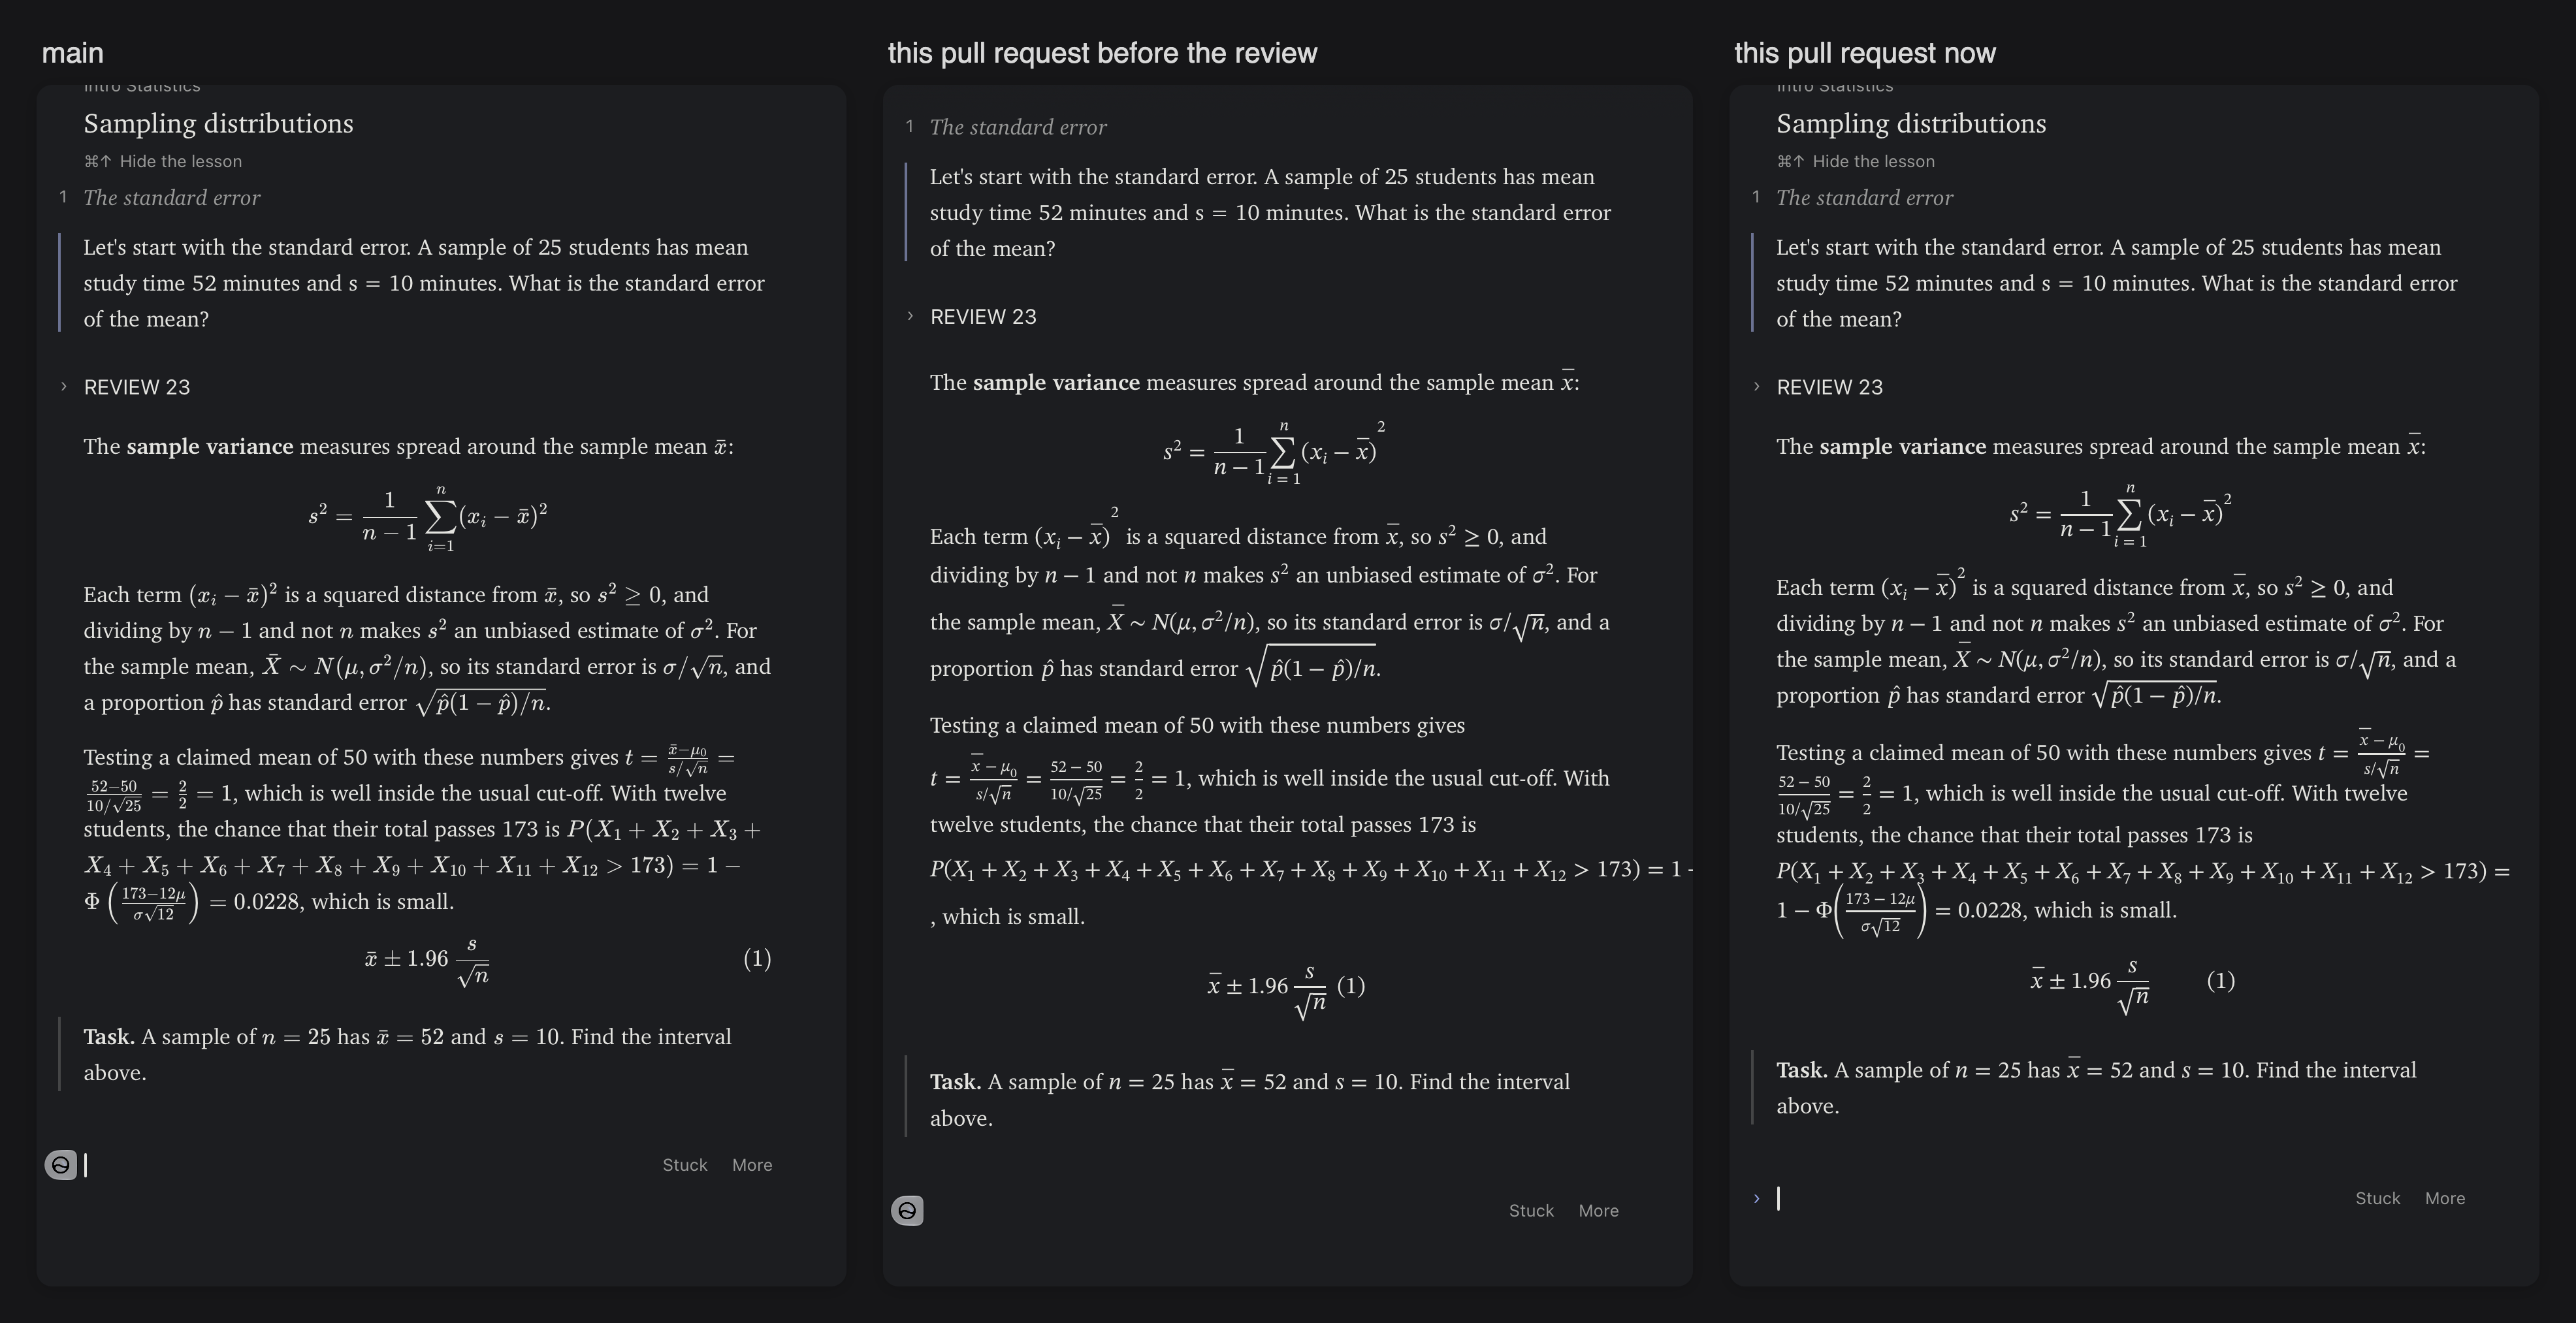 main
Intro Statistics
Sampling distributions
⌘↑ Hide the lesson
1 The standard error
Let's start with the standard error. A sample of 25 students has mean
study time 52 minutes and s = 10 minutes. What is the standard error
of the mean?
› REVIEW 23
The sample variance measures spread around the sample mean x̄:
s² = 1/(n − 1) ∑_{i=1}^{n} (xᵢ − x̄)²
Each term (xᵢ − x̄)² is a squared distance from x̄, so s² ≥ 0, and
dividing by n − 1 and not n makes s² an unbiased estimate of σ². For
the sample mean, X̄ ∼ N(μ, σ²/n), so its standard error is σ/√n, and
a proportion p̂ has standard error √(p̂(1 − p̂)/n).
Testing a claimed mean of 50 with these numbers gives t = (x̄−μ₀)/(s/√n) =
(52−50)/(10/√25) = 2/2 = 1, which is well inside the usual cut-off. With twelve
students, the chance that their total passes 173 is P(X₁ + X₂ + X₃ +
X₄ + X₅ + X₆ + X₇ + X₈ + X₉ + X₁₀ + X₁₁ + X₁₂ > 173) = 1 −
Φ((173−12μ)/(σ√12)) = 0.0228, which is small.
x̄ ± 1.96 s/√n (1)
Task. A sample of n = 25 has x̄ = 52 and s = 10. Find the interval
above.
Stuck More
this pull request before the review
1 The standard error
Let's start with the standard error. A sample of 25 students has mean
study time 52 minutes and s = 10 minutes. What is the standard error
of the mean?
› REVIEW 23
The sample variance measures spread around the sample mean x̄:
s² = 1/(n − 1) ∑_{i = 1}^{n} (xᵢ − x̄)²
Each term (xᵢ − x̄)² is a squared distance from x̄, so s² ≥ 0, and
dividing by n − 1 and not n makes s² an unbiased estimate of σ². For
the sample mean, X̄ ∼ N(μ, σ²/n), so its standard error is σ/√n, and a
proportion p̂ has standard error √(p̂(1 − p̂)/n).
Testing a claimed mean of 50 with these numbers gives
t = (x̄ − μ₀)/(s/√n) = (52 − 50)/(10/√25) = 2/2 = 1, which is well inside the usual cut-off. With
twelve students, the chance that their total passes 173 is
P(X₁ + X₂ + X₃ + X₄ + X₅ + X₆ + X₇ + X₈ + X₉ + X₁₀ + X₁₁ + X₁₂ > 173) = 1 −
, which is small.
x̄ ± 1.96 s/√n (1)
Task. A sample of n = 25 has x̄ = 52 and s = 10. Find the interval
above.
Stuck More
this pull request now
Intro Statistics
Sampling distributions
⌘↑ Hide the lesson
1 The standard error
Let's start with the standard error. A sample of 25 students has mean
study time 52 minutes and s = 10 minutes. What is the standard error
of the mean?
› REVIEW 23
The sample variance measures spread around the sample mean x̄:
s² = 1/(n − 1) ∑_{i = 1}^{n} (xᵢ − x̄)²
Each term (xᵢ − x̄)² is a squared distance from x̄, so s² ≥ 0, and
dividing by n − 1 and not n makes s² an unbiased estimate of σ². For
the sample mean, X̄ ∼ N(μ, σ²/n), so its standard error is σ/√n, and a
proportion p̂ has standard error √(p̂(1 − p̂)/n).
Testing a claimed mean of 50 with these numbers gives t = (x̄ − μ₀)/(s/√n) =
(52 − 50)/(10/√25) = 2/2 = 1, which is well inside the usual cut-off. With twelve
students, the chance that their total passes 173 is
P(X₁ + X₂ + X₃ + X₄ + X₅ + X₆ + X₇ + X₈ + X₉ + X₁₀ + X₁₁ + X₁₂ > 173) =
1 − Φ((173 − 12μ)/(σ√12)) = 0.0228, which is small.
x̄ ± 1.96 s/√n (1)
Task. A sample of n = 25 has x̄ = 52 and s = 10. Find the interval
above.
› Stuck More